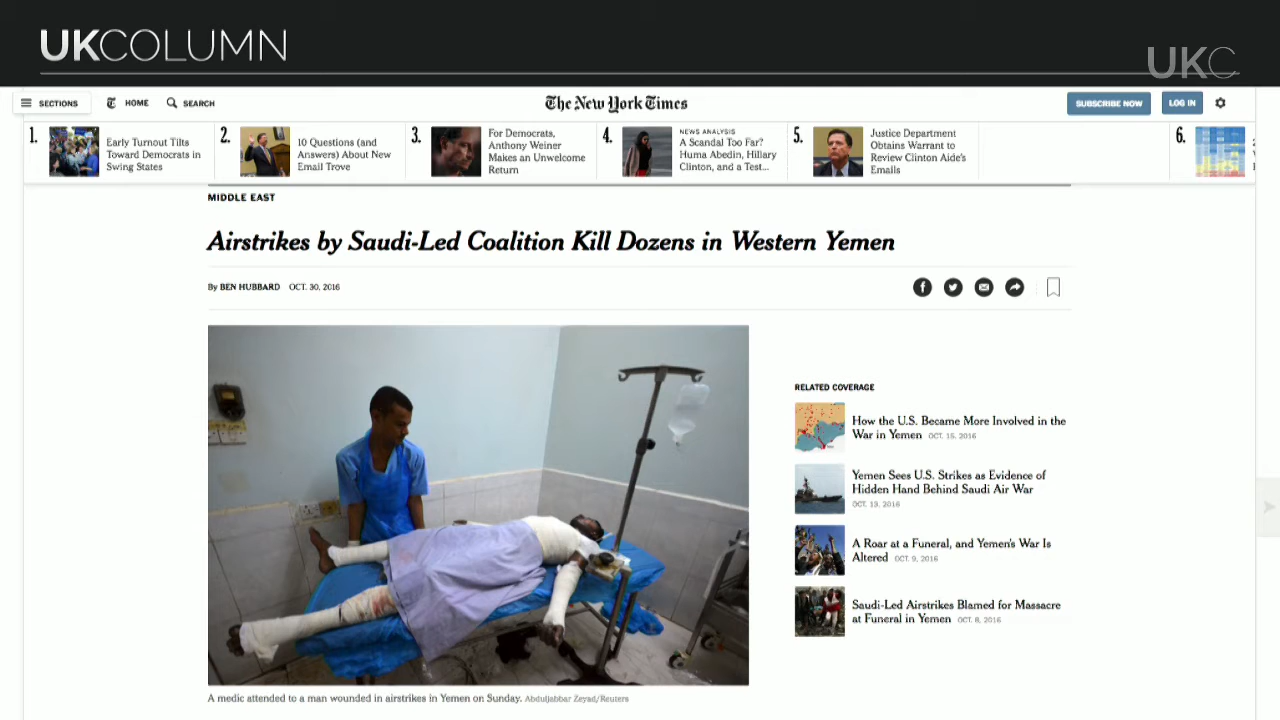 UKCOLUMN
UKC
SECTIONS
HOME
SEARCH
The New York Times
SUBSCRIBE NOW
LOG IN
1.
Early Turnout Tilts
Toward Democrats in
Swing States
2.
10 Questions (and
Answers) About New
Email Trove
3.
For Democrats,
Anthony Weiner
Makes an Unwelcome
Return
4.
NEWS ANALYSIS
A Scandal Too Far?
Huma Abedin, Hillary
Clinton, and a Test...
5.
Justice Department
Obtains Warrant to
Review Clinton Aide's
Emails
6.
MIDDLE EAST
Airstrikes by Saudi-Led Coalition Kill Dozens in Western Yemen
By BEN HUBBARD OCT. 30, 2016
RELATED COVERAGE
How the U.S. Became More Involved in the
War in Yemen OCT. 15, 2016
Yemen Sees U.S. Strikes as Evidence of
Hidden Hand Behind Saudi Air War
OCT. 13, 2016
A Roar at a Funeral, and Yemen's War Is
Altered OCT. 9, 2016
Saudi-Led Airstrikes Blamed for Massacre
at Funeral in Yemen OCT. 8, 2016
A medic attended to a man wounded in airstrikes in Yemen on Sunday. Abduljabbar Zeyad/Reuters